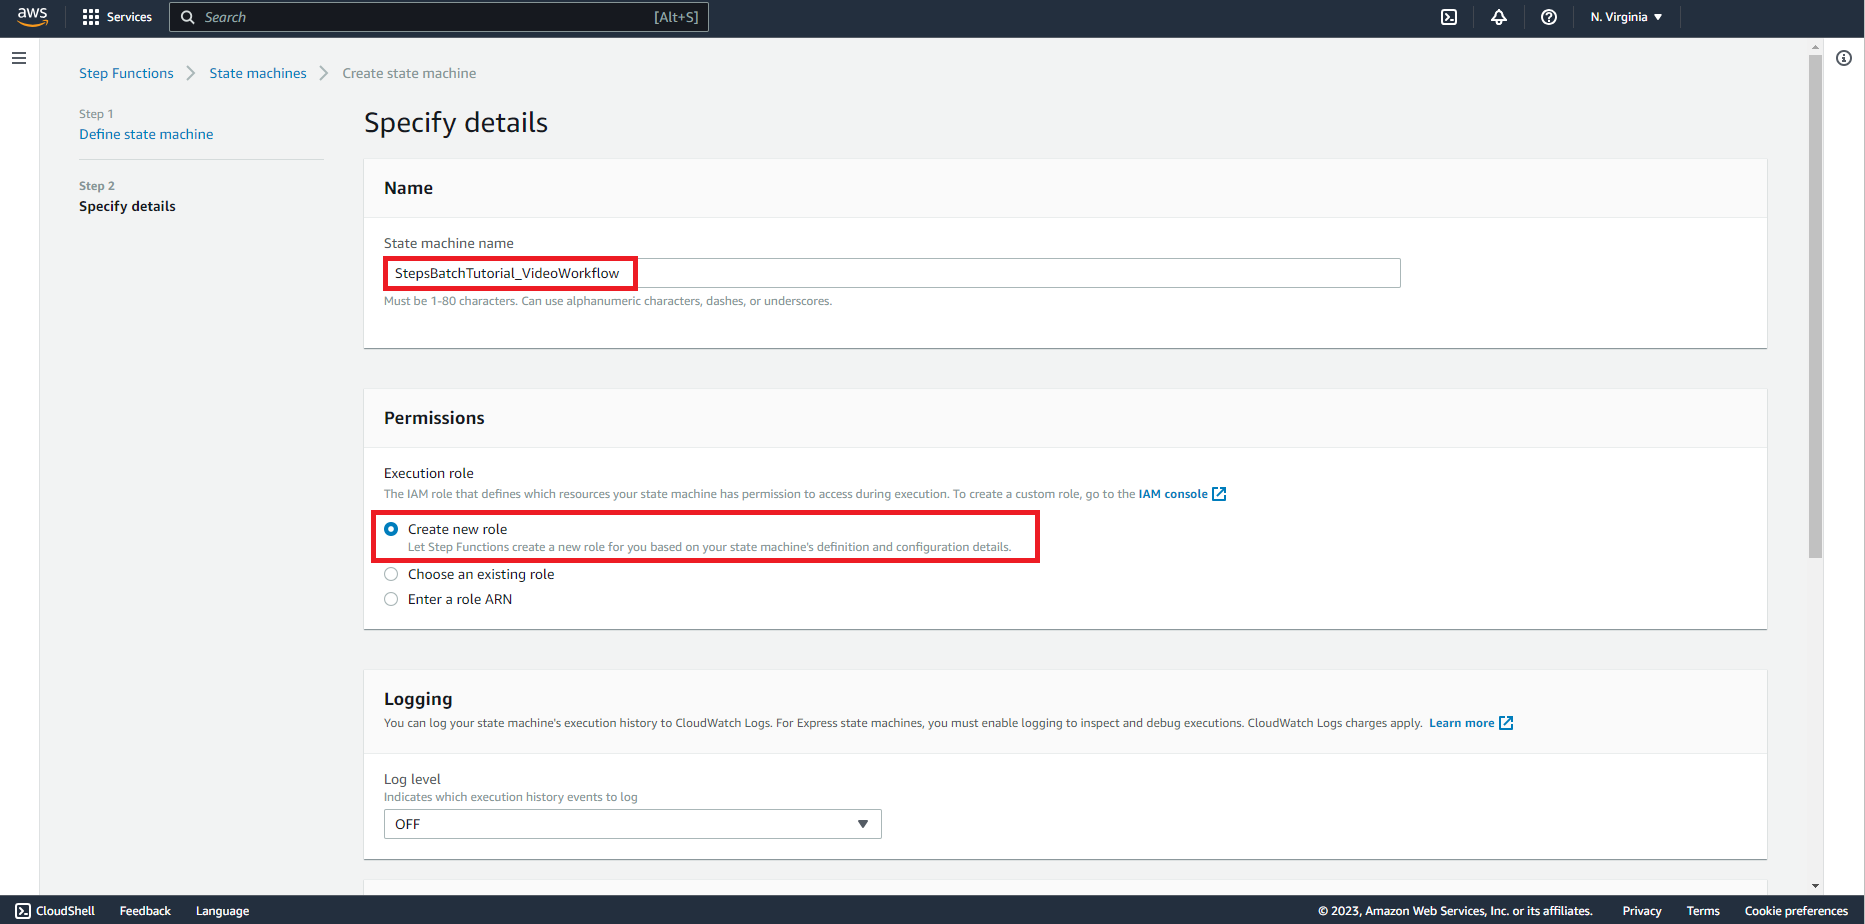 aws
Services
Search
[Alt+S]
N. Virginia
Step Functions
State machines
Create state machine
Step 1
Define state machine
Step 2
Specify details
Specify details
Name
State machine name
StepsBatchTutorial_VideoWorkflow
Must be 1-80 characters. Can use alphanumeric characters, dashes, or underscores.
Permissions
Execution role
The IAM role that defines which resources your state machine has permission to access during execution. To create a custom role, go to the IAM console
Create new role
Let Step Functions create a new role for you based on your state machine's definition and configuration details.
Choose an existing role
Enter a role ARN
Logging
You can log your state machine's execution history to CloudWatch Logs. For Express state machines, you must enable logging to inspect and debug executions. CloudWatch Logs charges apply. Learn more
Log level
Indicates which execution history events to log
OFF
CloudShell
Feedback
Language
© 2023, Amazon Web Services, Inc. or its affiliates.
Privacy
Terms
Cookie preferences